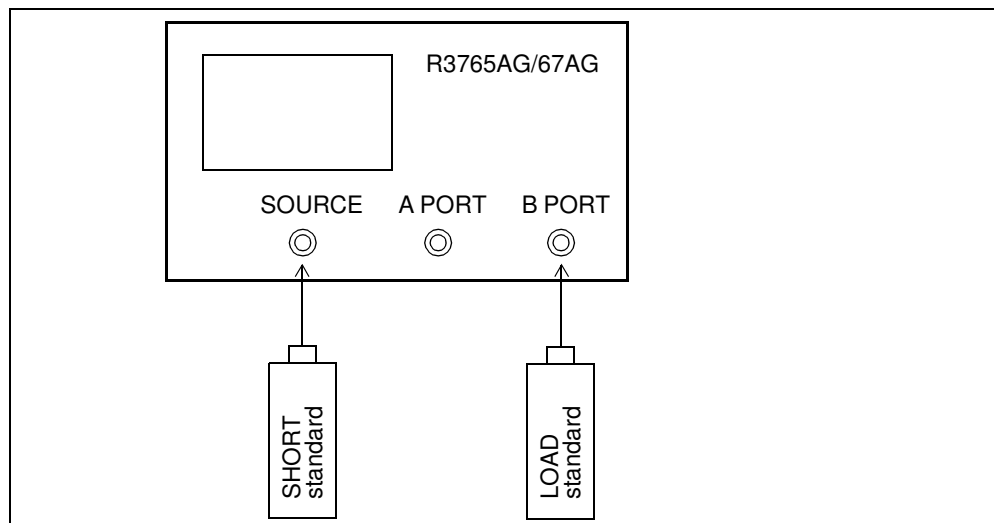 R3765AG/67AG
SOURCE
A PORT
B PORT
SHORT
standard
LOAD
standard